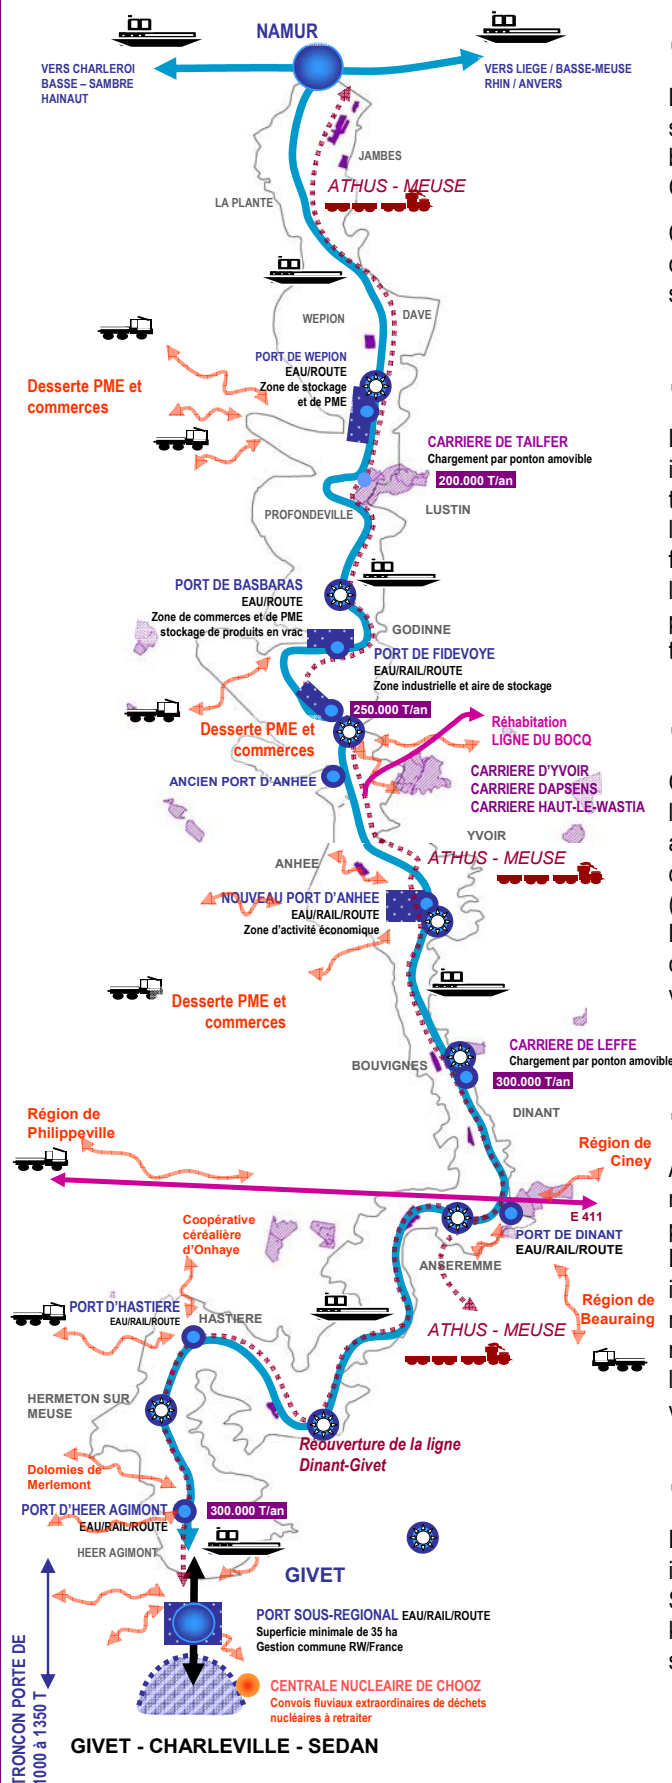 NAMUR
VERS CHARLEROI
BASSE – SAMBRE
HAINAUT
VERS LIEGE / BASSE-MEUSE
RHIN / ANVERS
JAMBES
ATHUS - MEUSE
LA PLANTE
WEPION
DAVE
PORT DE WEPION
EAU/ROUTE
Zone de stockage
et de PME
Desserte PME et
commerces
CARRIERE DE TAILFER
Chargement par ponton amovible
200.000 T/an
LUSTIN
PROFONDEVILLE
PORT DE BASBARAS
EAU/ROUTE
Zone de commerces et de PME
stockage de produits en vrac
GODINNE
PORT DE FIDEVOYE
EAU/RAIL/ROUTE
Zone industrielle et aire de stockage
250.000 T/an
Desserte PME et
commerces
Réhabitation
LIGNE DU BOCQ
ANCIEN PORT D'ANHEE
CARRIERE D'YVOIR
CARRIERE DAPSENS
CARRIERE HAUT-LE-WASTIA
YVOIR
ANHEE
ATHUS - MEUSE
NOUVEAU PORT D'ANHEE
EAU/RAIL/ROUTE
Zone d'activité économique
Desserte PME et
commerces
CARRIERE DE LEFFE
Chargement par ponton amovible
300.000 T/an
BOUVIGNES
DINANT
Région de
Philippeville
Région de
Ciney
E 411
Coopérative
céréalière
d'Onhaye
PORT DE DINANT
EAU/RAIL/ROUTE
ANSEREMME
Région de
Beauraing
PORT D'HASTIERE
EAU/RAIL/ROUTE
HASTIERE
ATHUS - MEUSE
HERMETON SUR
MEUSE
Réouverture de la ligne
Dinant-Givet
Dolomies de
Merlemont
PORT D'HEER AGIMONT
EAU/RAIL/ROUTE
300.000 T/an
HEER AGIMONT
GIVET
PORT SOUS-REGIONAL EAU/RAIL/ROUTE
Superficie minimale de 35 ha
Gestion commune RW/France
CENTRALE NUCLEAIRE DE CHOOZ
Convois fluviaux extraordinaires de déchets
nucléaires à retraiter
TRONCON PORTE DE
1000 à 1350 T
GIVET - CHARLEVILLE - SEDAN